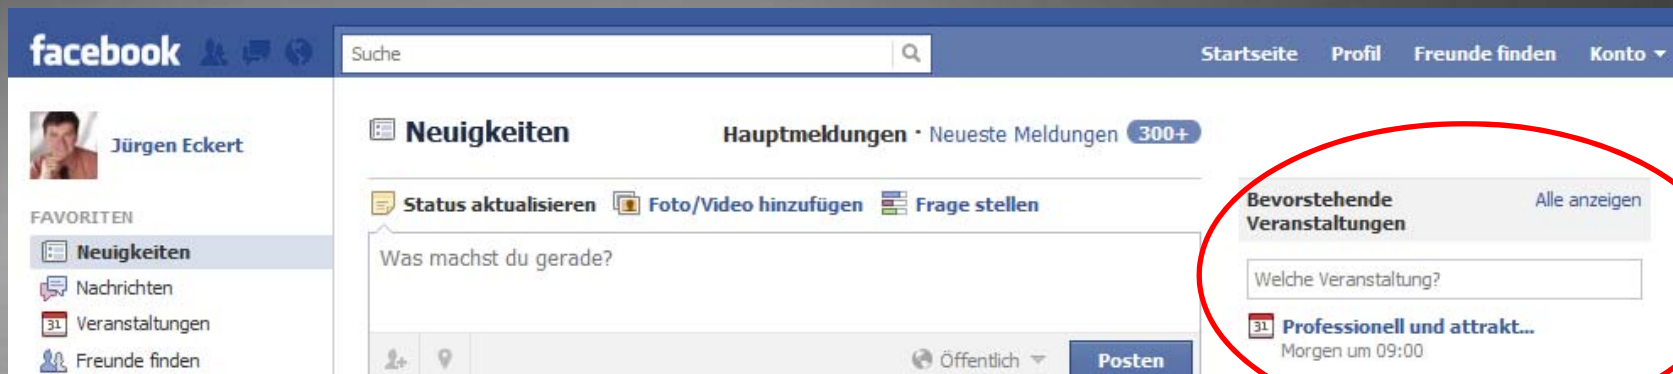 facebook
Suche
Startseite Profil Freunde finden Konto
Jürgen Eckert
FAVORITEN
Neuigkeiten
Nachrichten
31 Veranstaltungen
Freunde finden
Neuigkeiten
Hauptmeldungen · Neueste Meldungen 300+
Status aktualisieren Foto/Video hinzufügen Frage stellen
Was machst du gerade?
Öffentlich Posten
Bevorstehende Veranstaltungen Alle anzeigen
Welche Veranstaltung?
31 Professionell und attrakt...
Morgen um 09:00